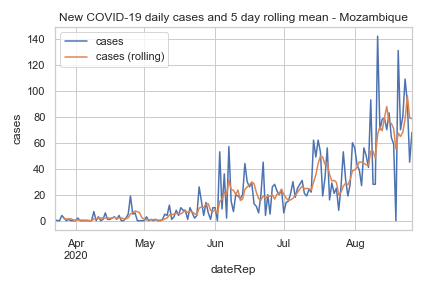 New COVID-19 daily cases and 5 day rolling mean - Mozambique
cases
cases (rolling)
140
120
100
80
60
40
20
0
cases
Apr
2020
May
Jun
Jul
Aug
dateRep